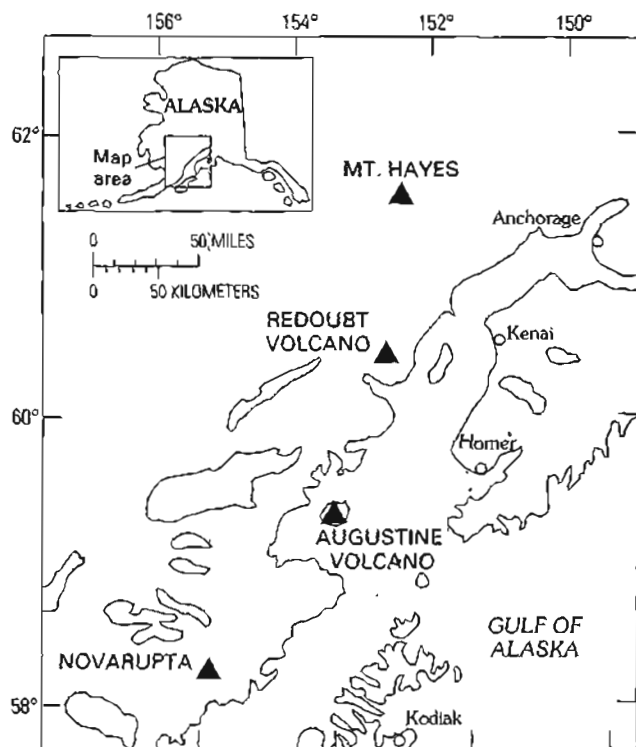 156° 154° 152° 150°
62°
ALASKA
Map
area
MT. HAYES
Anchorage
0 50 MILES
0 50 KILOMETERS
REDOUBT
VOLCANO
Kenai
60°
Homer
AUGUSTINE
VOLCANO
GULF OF
ALASKA
NOVARUPTA
58°
Kodiak